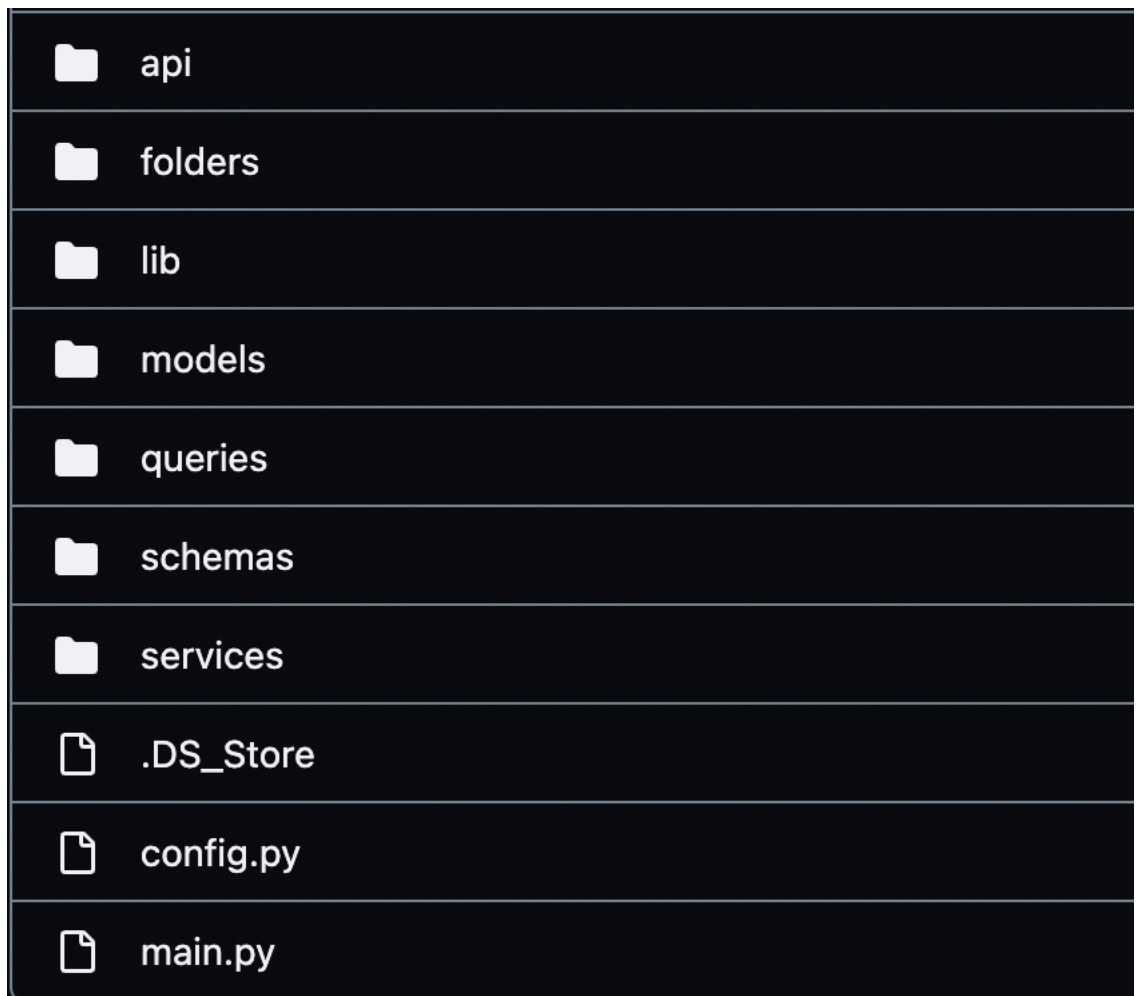 api
folders
lib
models
queries
schemas
services
.DS_Store
config.py
main.py